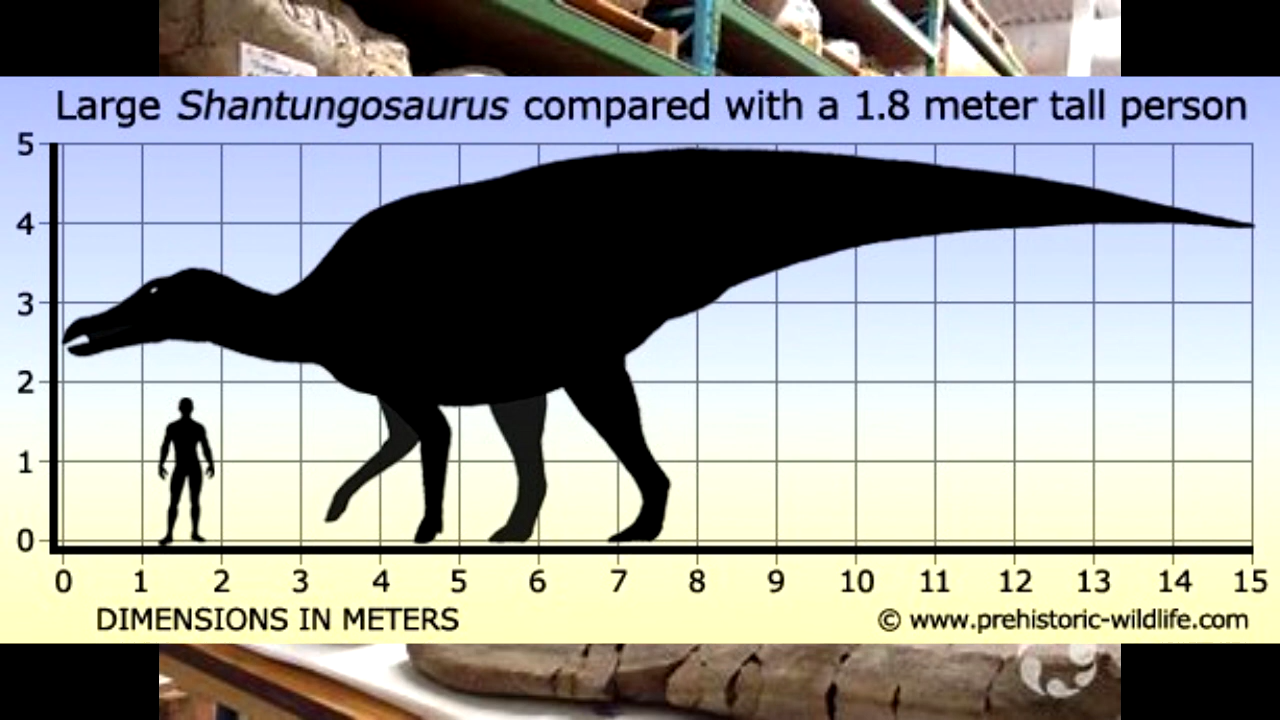 Large Shantungosaurus compared with a 1.8 meter tall person
5
4
3
2
1
0
0 1 2 3 4 5 6 7 8 9 10 11 12 13 14 15
DIMENSIONS IN METERS
© www.prehistoric-wildlife.com